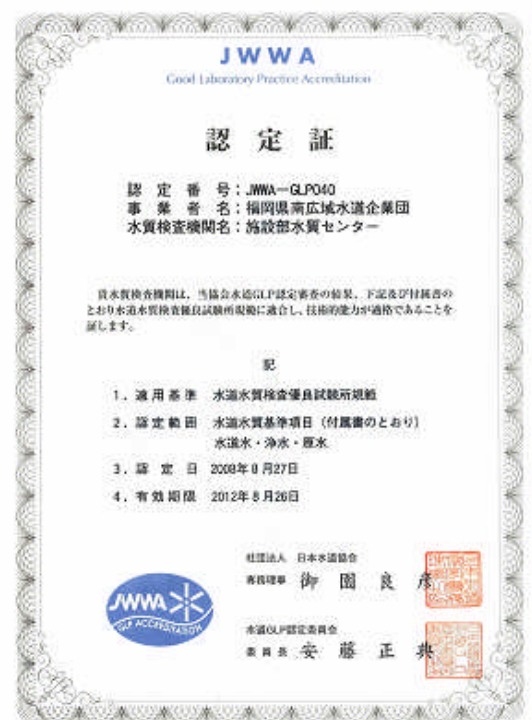 JWWA
Good Laboratory Practice Accreditation
認定証
認定番号：JWWA－GLP040
事業者名：福岡県南広域水道企業団
水質検査機関名：施設部水質センター
貴水質検査機関は、当協会水道GLP認定審査の結果、下記及び付属書の
とおり水道水質検査優良試験所規範に適合し、技術的能力が適格であることを
証します。
記
1．適用基準 水道水質検査優良試験所規範
2．認定範囲 水道水質基準項目（付属書のとおり）
水道水・浄水・原水
3．認定日 2008年8月27日
4．有効期限 2012年8月26日
社団法人 日本水道協会
専務理事 御園良彦
水道GLP認定委員会
委員長 安藤正典
JWWA
GLP ACCREDITATION